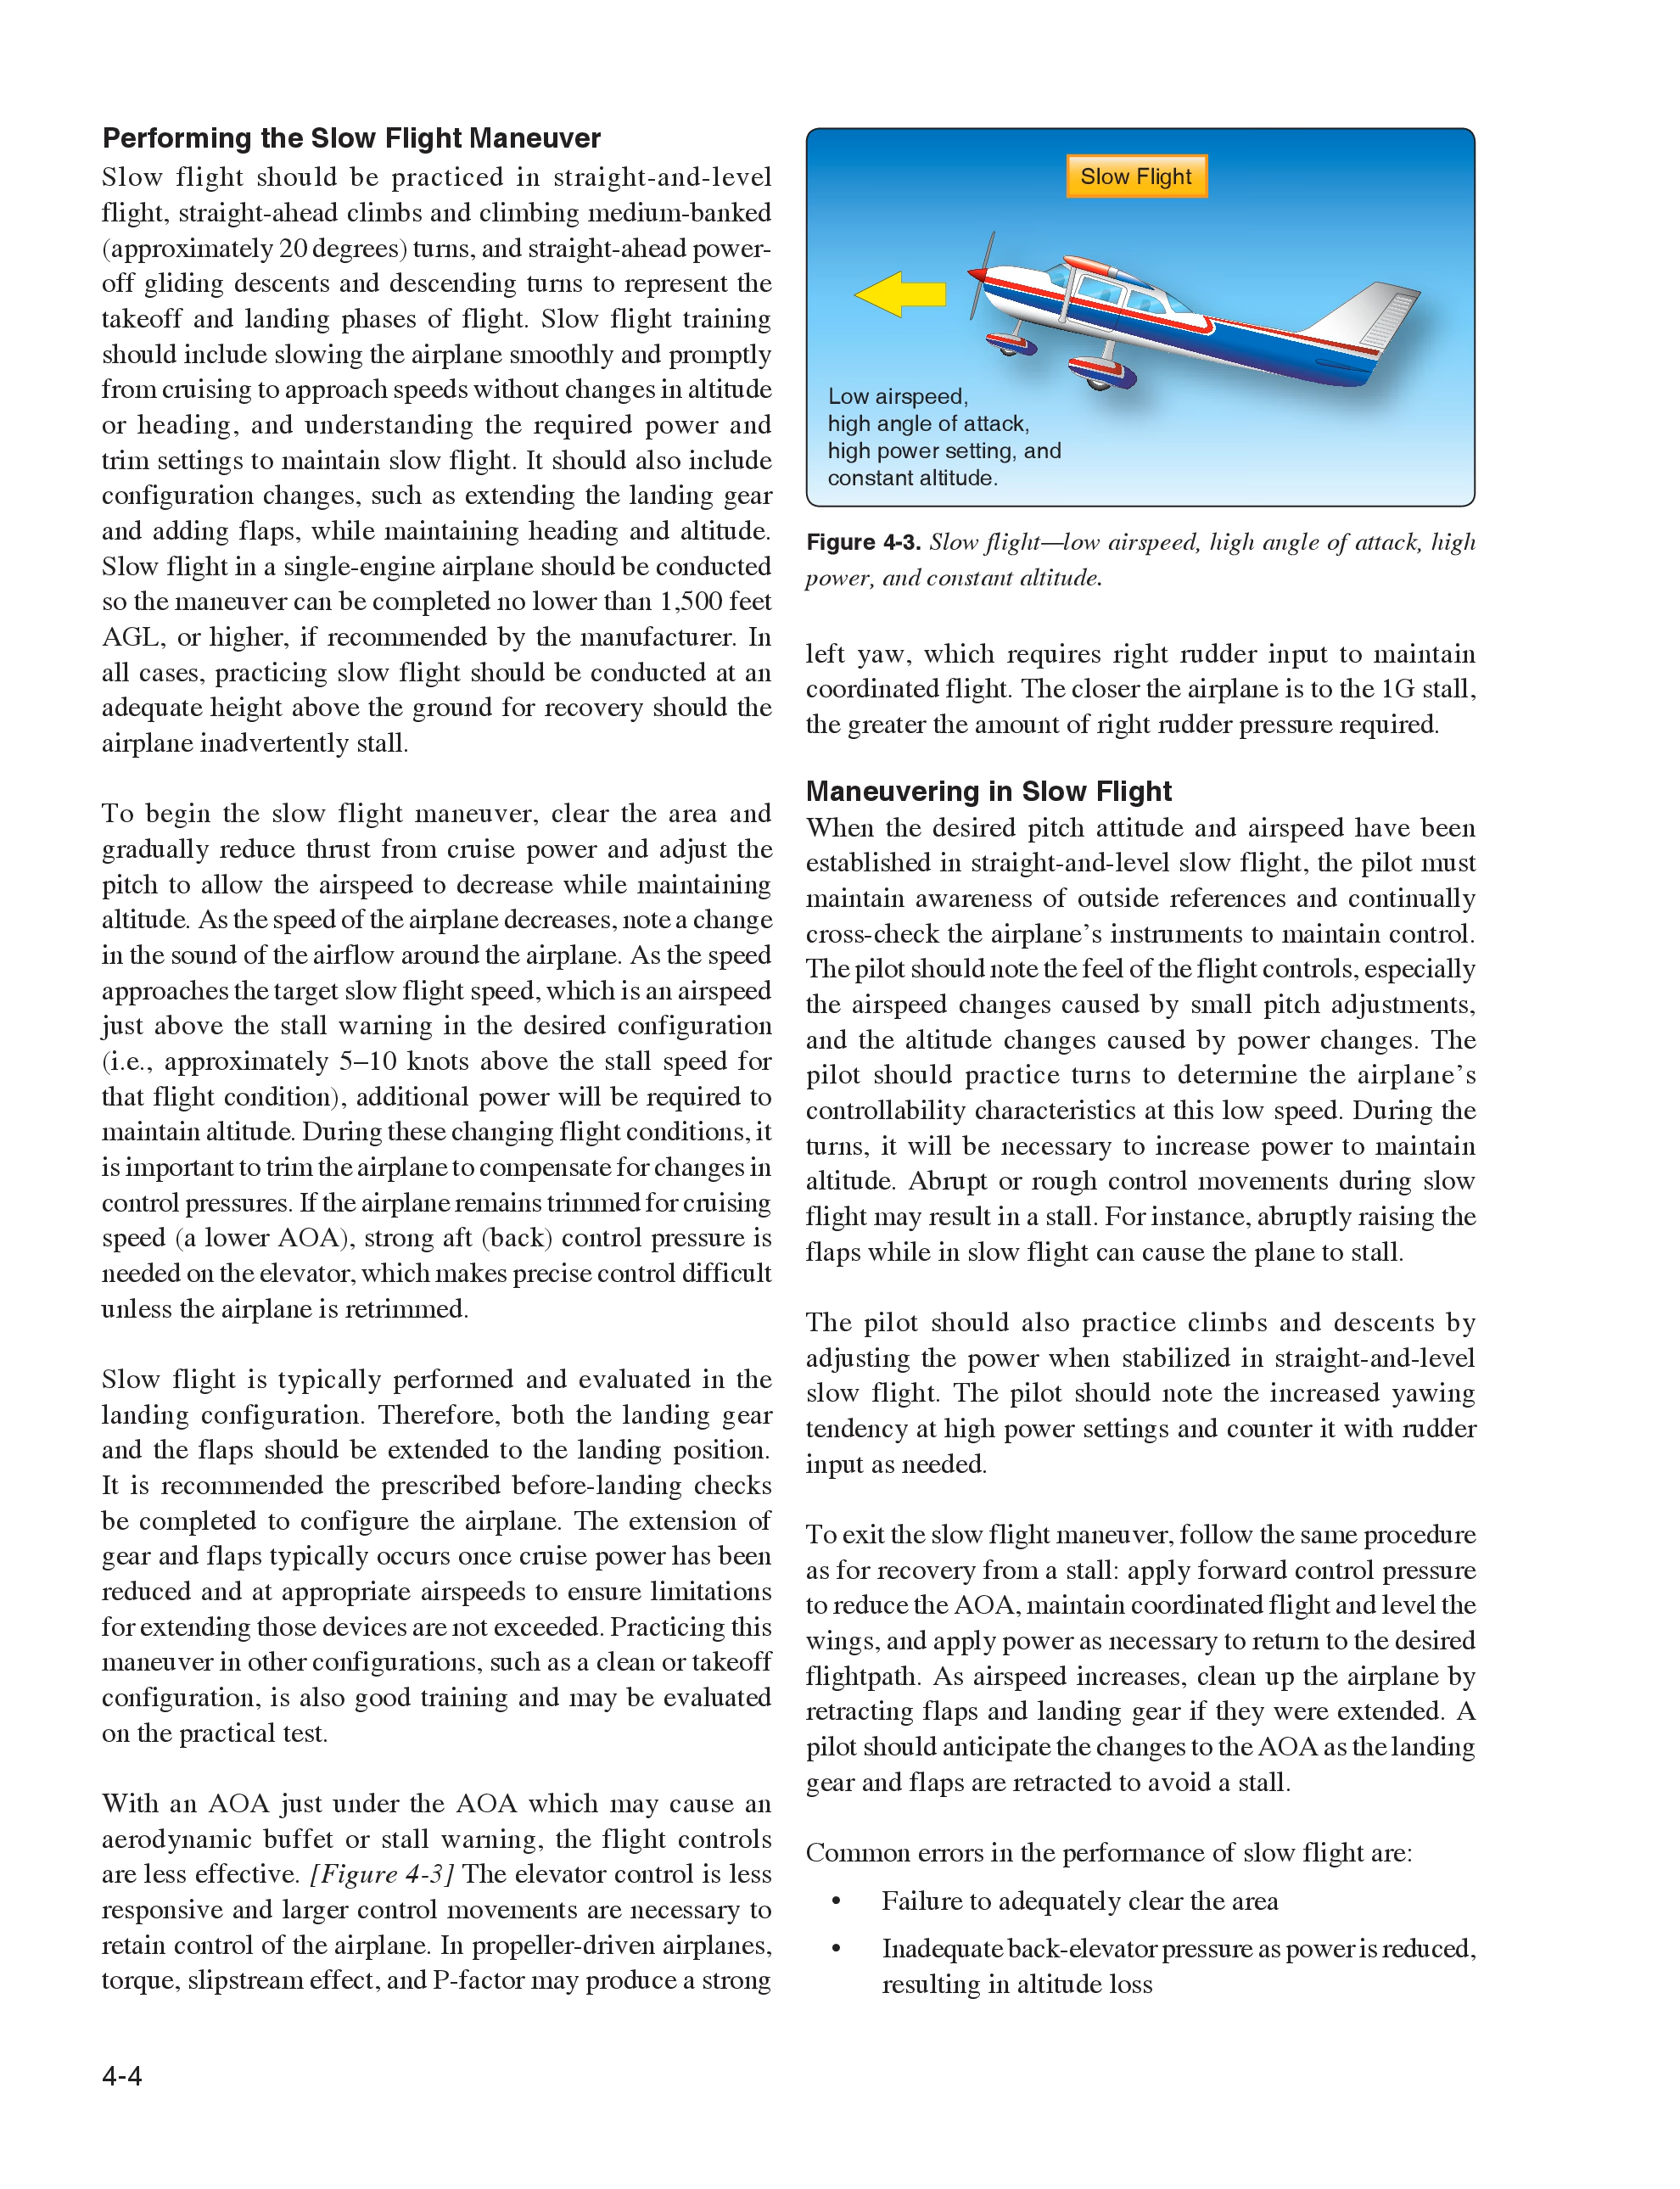 Performing the Slow Flight Maneuver
Slow flight should be practiced in straight-and-level
flight, straight-ahead climbs and climbing medium-banked
(approximately 20 degrees) turns, and straight-ahead power-
off gliding descents and descending turns to represent the
takeoff and landing phases of flight. Slow flight training
should include slowing the airplane smoothly and promptly
from cruising to approach speeds without changes in altitude
or heading, and understanding the required power and
trim settings to maintain slow flight. It should also include
configuration changes, such as extending the landing gear
and adding flaps, while maintaining heading and altitude.
Slow flight in a single-engine airplane should be conducted
so the maneuver can be completed no lower than 1,500 feet
AGL, or higher, if recommended by the manufacturer. In
all cases, practicing slow flight should be conducted at an
adequate height above the ground for recovery should the
airplane inadvertently stall.
To begin the slow flight maneuver, clear the area and
gradually reduce thrust from cruise power and adjust the
pitch to allow the airspeed to decrease while maintaining
altitude. As the speed of the airplane decreases, note a change
in the sound of the airflow around the airplane. As the speed
approaches the target slow flight speed, which is an airspeed
just above the stall warning in the desired configuration
(i.e., approximately 5–10 knots above the stall speed for
that flight condition), additional power will be required to
maintain altitude. During these changing flight conditions, it
is important to trim the airplane to compensate for changes in
control pressures. If the airplane remains trimmed for cruising
speed (a lower AOA), strong aft (back) control pressure is
needed on the elevator, which makes precise control difficult
unless the airplane is retrimmed.
Slow flight is typically performed and evaluated in the
landing configuration. Therefore, both the landing gear
and the flaps should be extended to the landing position.
It is recommended the prescribed before-landing checks
be completed to configure the airplane. The extension of
gear and flaps typically occurs once cruise power has been
reduced and at appropriate airspeeds to ensure limitations
for extending those devices are not exceeded. Practicing this
maneuver in other configurations, such as a clean or takeoff
configuration, is also good training and may be evaluated
on the practical test.
With an AOA just under the AOA which may cause an
aerodynamic buffet or stall warning, the flight controls
are less effective. [Figure 4-3] The elevator control is less
responsive and larger control movements are necessary to
retain control of the airplane. In propeller-driven airplanes,
torque, slipstream effect, and P-factor may produce a strong
Slow Flight
Low airspeed,
high angle of attack,
high power setting, and
constant altitude.
Figure 4-3. Slow flight—low airspeed, high angle of attack, high
power, and constant altitude.
left yaw, which requires right rudder input to maintain
coordinated flight. The closer the airplane is to the 1G stall,
the greater the amount of right rudder pressure required.
Maneuvering in Slow Flight
When the desired pitch attitude and airspeed have been
established in straight-and-level slow flight, the pilot must
maintain awareness of outside references and continually
cross-check the airplane’s instruments to maintain control.
The pilot should note the feel of the flight controls, especially
the airspeed changes caused by small pitch adjustments,
and the altitude changes caused by power changes. The
pilot should practice turns to determine the airplane’s
controllability characteristics at this low speed. During the
turns, it will be necessary to increase power to maintain
altitude. Abrupt or rough control movements during slow
flight may result in a stall. For instance, abruptly raising the
flaps while in slow flight can cause the plane to stall.
The pilot should also practice climbs and descents by
adjusting the power when stabilized in straight-and-level
slow flight. The pilot should note the increased yawing
tendency at high power settings and counter it with rudder
input as needed.
To exit the slow flight maneuver, follow the same procedure
as for recovery from a stall: apply forward control pressure
to reduce the AOA, maintain coordinated flight and level the
wings, and apply power as necessary to return to the desired
flightpath. As airspeed increases, clean up the airplane by
retracting flaps and landing gear if they were extended. A
pilot should anticipate the changes to the AOA as the landing
gear and flaps are retracted to avoid a stall.
Common errors in the performance of slow flight are:
• Failure to adequately clear the area
• Inadequate back-elevator pressure as power is reduced,
resulting in altitude loss
4-4